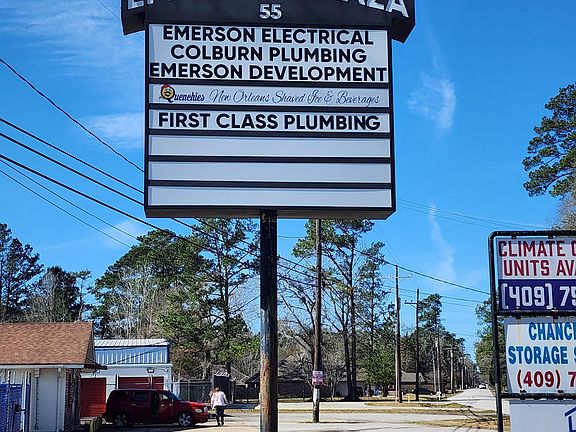 PLAZA
55
EMERSON ELECTRICAL
COLBURN PLUMBING
EMERSON DEVELOPMENT
Quenchies New Orleans Shaved Ice & Beverages
FIRST CLASS PLUMBING
CLIMATE
UNITS
(409) 75
CHANC
STORAGE
(409) 7